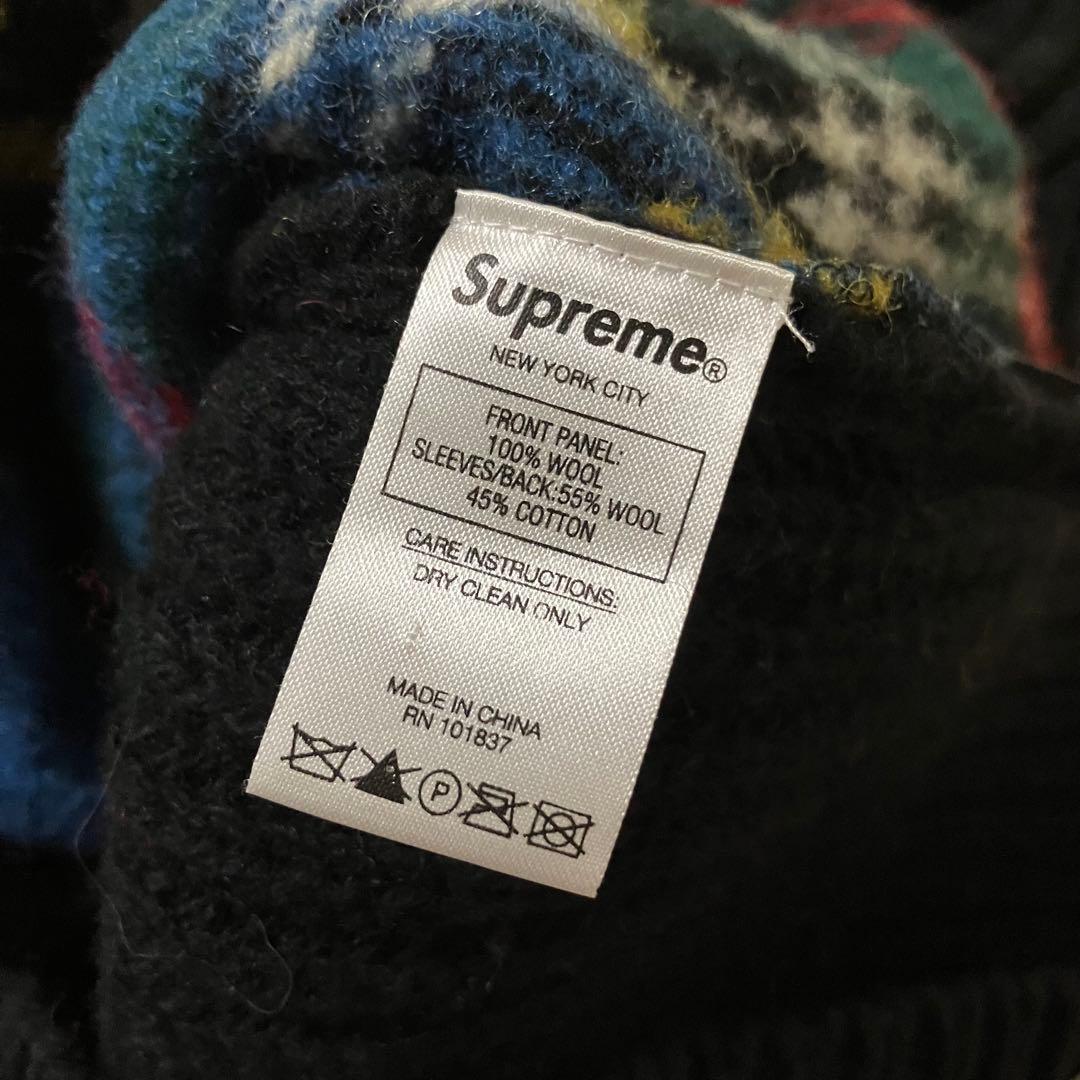 Supreme®
NEW YORK CITY
FRONT PANEL:
100% WOOL
SLEEVES/BACK:55% WOOL
45% COTTON
CARE INSTRUCTIONS:
DRY CLEAN ONLY
MADE IN CHINA
RN 101837
P